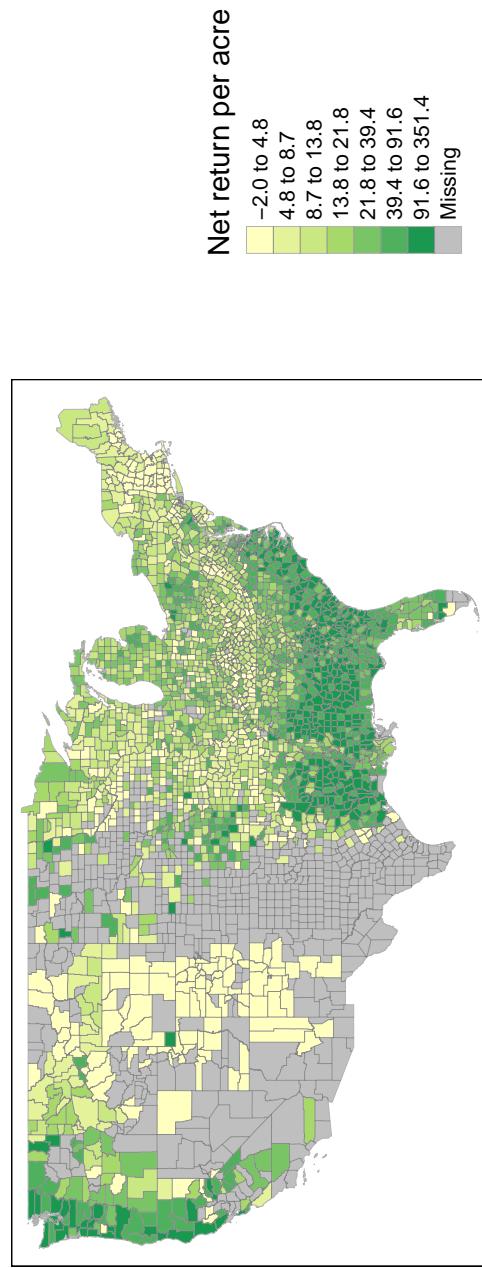 Net return per acre
−2.0 to 4.8
4.8 to 8.7
8.7 to 13.8
13.8 to 21.8
21.8 to 39.4
39.4 to 91.6
91.6 to 351.4
Missing